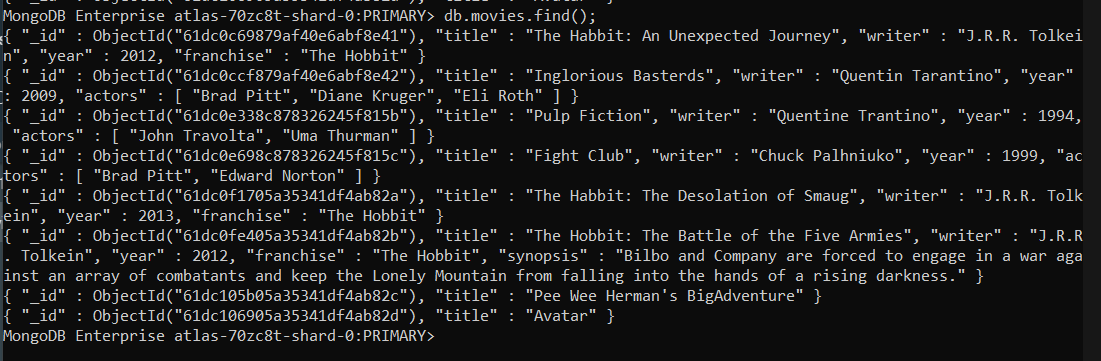 MongoDB Enterprise atlas-70zc8t-shard-0:PRIMARY> db.movies.find();
{ "_id" : ObjectId("61dc0c69879af40e6abf8e41"), "title" : "The Habbit: An Unexpected Journey", "writer" : "J.R.R. Tolkei
n", "year" : 2012, "franchise" : "The Hobbit" }
{ "_id" : ObjectId("61dc0ccf879af40e6abf8e42"), "title" : "Inglorious Basterds", "writer" : "Quentin Tarantino", "year"
: 2009, "actors" : [ "Brad Pitt", "Diane Kruger", "Eli Roth" ] }
{ "_id" : ObjectId("61dc0e338c878326245f815b"), "title" : "Pulp Fiction", "writer" : "Quentine Trantino", "year" : 1994,
"actors" : [ "John Travolta", "Uma Thurman" ] }
{ "_id" : ObjectId("61dc0e698c878326245f815c"), "title" : "Fight Club", "writer" : "Chuck Palhniuko", "year" : 1999, "ac
tors" : [ "Brad Pitt", "Edward Norton" ] }
{ "_id" : ObjectId("61dc0f1705a35341df4ab82a"), "title" : "The Habbit: The Desolation of Smaug", "writer" : "J.R.R. Tolk
ein", "year" : 2013, "franchise" : "The Hobbit" }
{ "_id" : ObjectId("61dc0fe405a35341df4ab82b"), "title" : "The Hobbit: The Battle of the Five Armies", "writer" : "J.R.R
. Tolkein", "year" : 2012, "franchise" : "The Hobbit", "synopsis" : "Bilbo and Company are forced to engage in a war aga
inst an array of combatants and keep the Lonely Mountain from falling into the hands of a rising darkness." }
{ "_id" : ObjectId("61dc105b05a35341df4ab82c"), "title" : "Pee Wee Herman's BigAdventure" }
{ "_id" : ObjectId("61dc106905a35341df4ab82d"), "title" : "Avatar" }
MongoDB Enterprise atlas-70zc8t-shard-0:PRIMARY>